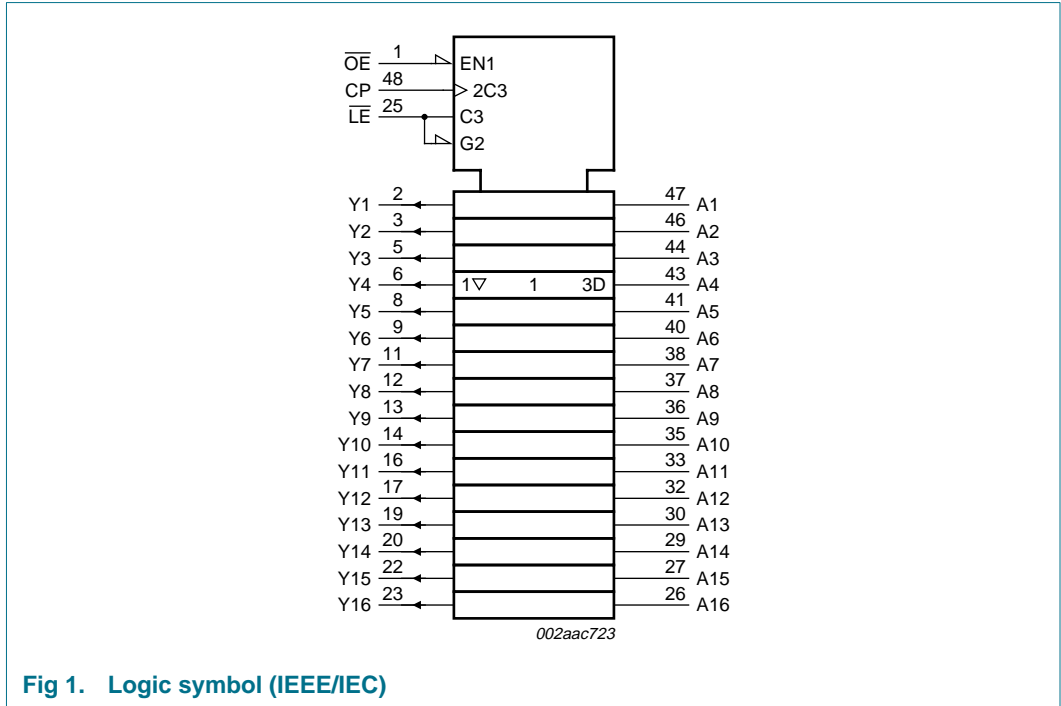 O̅E̅ 1 EN1
CP 48 2C3
L̅E̅ 25 C3
G2
Y1 2 47 A1
Y2 3 46 A2
Y3 5 44 A3
Y4 6 1▽ 1 3D 43 A4
Y5 8 41 A5
Y6 9 40 A6
Y7 11 38 A7
Y8 12 37 A8
Y9 13 36 A9
Y10 14 35 A10
Y11 16 33 A11
Y12 17 32 A12
Y13 19 30 A13
Y14 20 29 A14
Y15 22 27 A15
Y16 23 26 A16
002aac723
Fig 1. Logic symbol (IEEE/IEC)